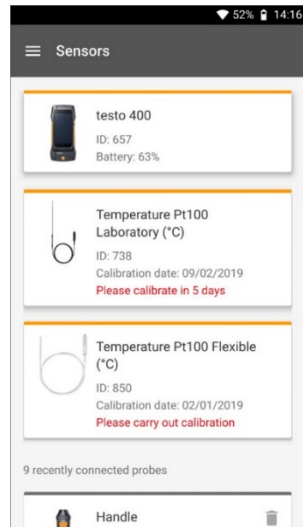 52% 14:16
Sensors
testo 400
ID: 657
Battery: 63%
Temperature Pt100
Laboratory (°C)
ID: 738
Calibration date: 09/02/2019
Please calibrate in 5 days
Temperature Pt100 Flexible
(°C)
ID: 850
Calibration date: 02/01/2019
Please carry out calibration
9 recently connected probes
Handle